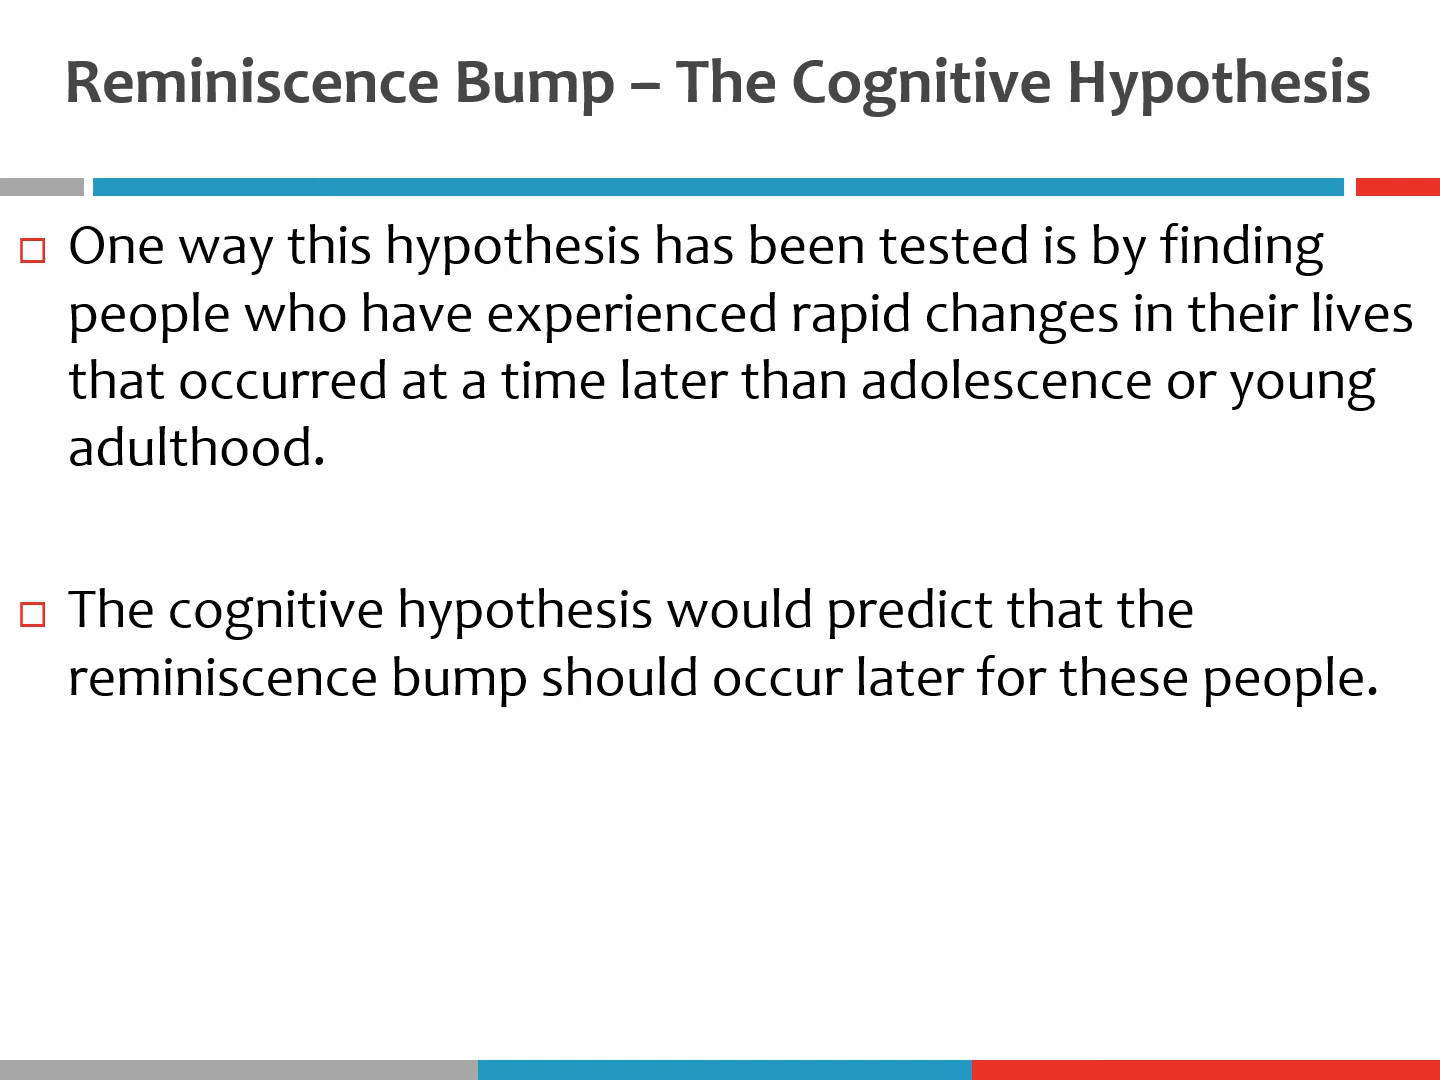 Reminiscence Bump – The Cognitive Hypothesis
One way this hypothesis has been tested is by finding
people who have experienced rapid changes in their lives
that occurred at a time later than adolescence or young
adulthood.
The cognitive hypothesis would predict that the
reminiscence bump should occur later for these people.